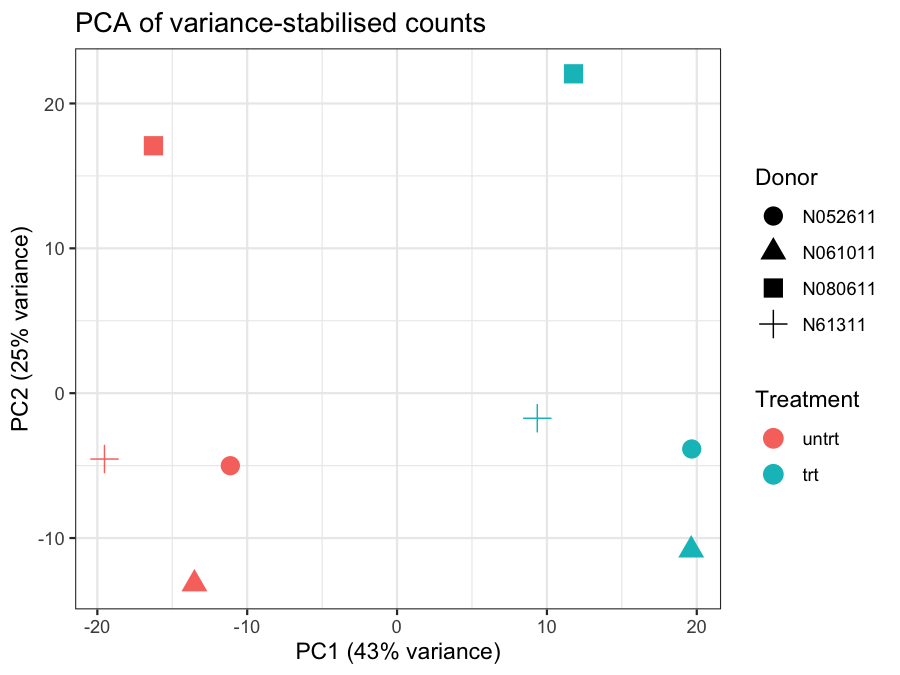 PCA of variance-stabilised counts
20
10
0
-10
PC2 (25% variance)
-20
-10
0
10
20
PC1 (43% variance)
Donor
N052611
N061011
N080611
N61311
Treatment
untrt
trt